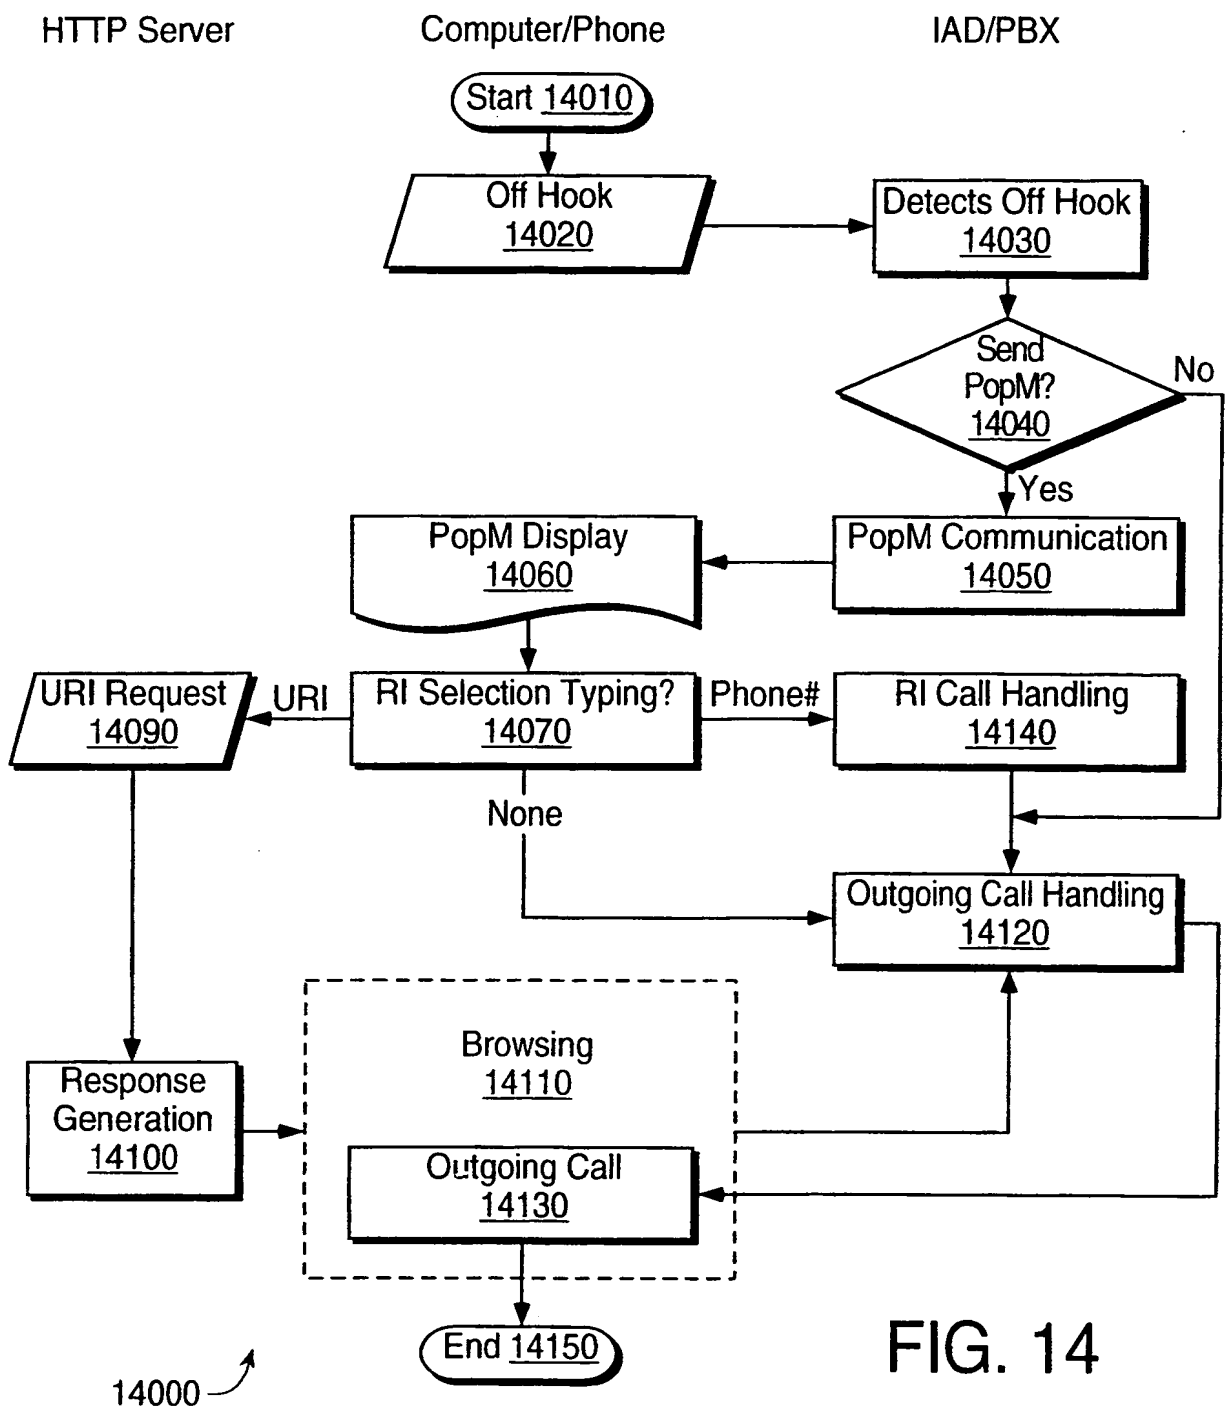 HTTP Server
Computer/Phone
IAD/PBX
Start 14010
Off Hook
14020
Detects Off Hook
14030
Send
PopM?
14040
No
Yes
PopM Display
14060
PopM Communication
14050
URI Request
14090
URI
RI Selection Typing?
14070
Phone#
RI Call Handling
14140
None
Outgoing Call Handling
14120
Browsing
14110
Response
Generation
14100
Outgoing Call
14130
End 14150
FIG. 14
14000